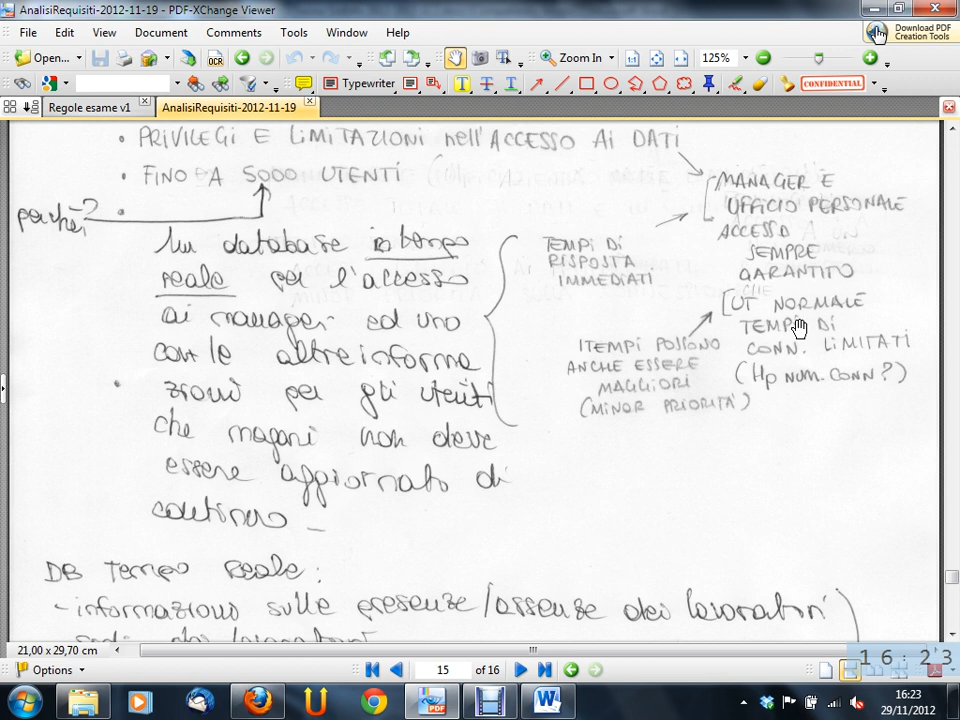 AnalisiRequisiti-2012-11-19 - PDF-XChange Viewer
File Edit View Document Comments Tools Window Help
Download PDF
Creation Tools
Open... OCR Zoom In 125%
Typewriter CONFIDENTIAL
Regole esame v1 AnalisiRequisiti-2012-11-19
• PRIVILEGI E LIMITAZIONI nell'ACCESSO Ai DATI
• FINO A 5000 UTENTI
perche'?
Un database in tempo
reale per l'accesso
ai manager ed uno
con le altre informa
zioni per gli utenti
che magari non deve
essere aggiornato di
continuo
TEMPI DI
RISPOSTA
IMMEDIATI
I TEMPI POSSONO
ANCHE ESSERE
MAGGIORI
(MINOR PRIORITA')
MANAGER E
UFFICIO PERSONALE
ACCESSO
SEMPRE
GARANTITO
UT NORMALE
TEMPI DI
CONN. LIMITATI
(Hp NUM. CONN?)
DB Tempo Reale:
- informazioni sulle presenze/assenze dei lavoratori
21,00 x 29,70 cm
Options 15 of 16
16:23
16:23
29/11/2012